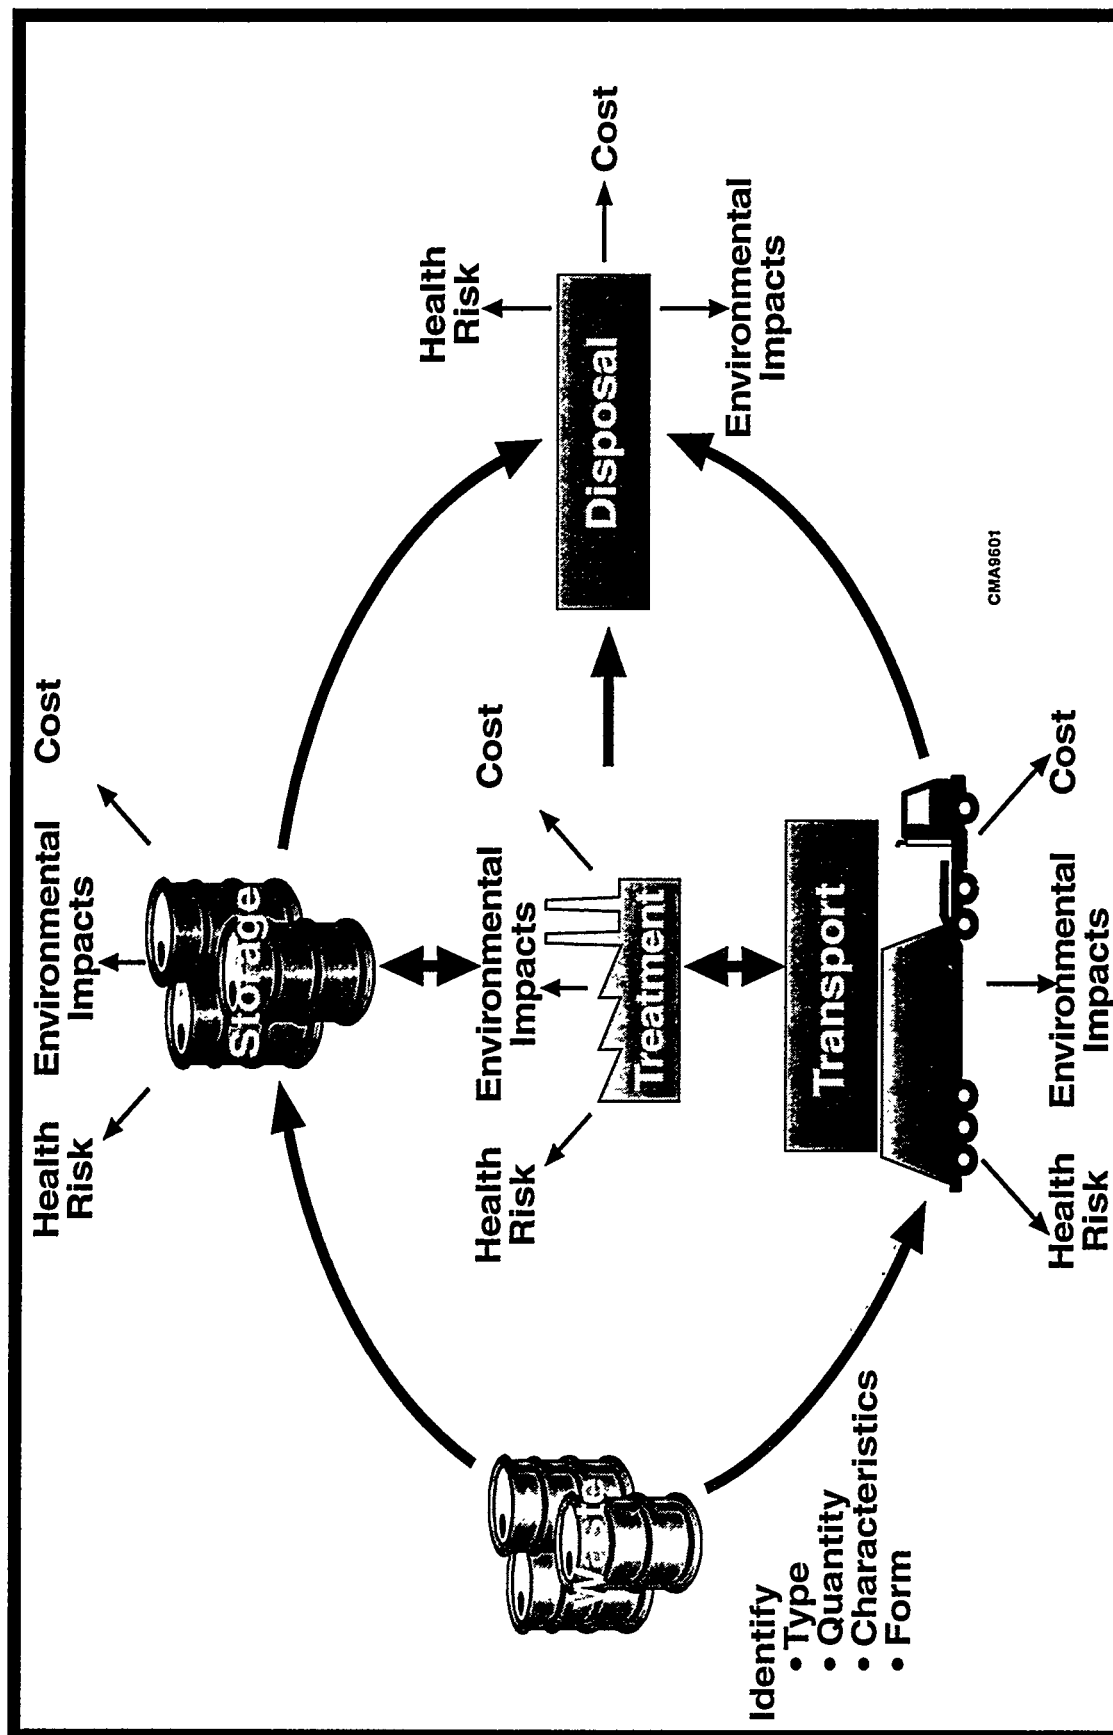 Health
Risk
Environmental
Impacts
Cost
Storage
Health
Risk
Environmental
Impacts
Cost
Treatment
Waste
Disposal
Health
Risk
Cost
Environmental
Impacts
Transport
Health
Risk
Environmental
Impacts
Cost
Identify
• Type
• Quantity
• Characteristics
• Form
CMA9601